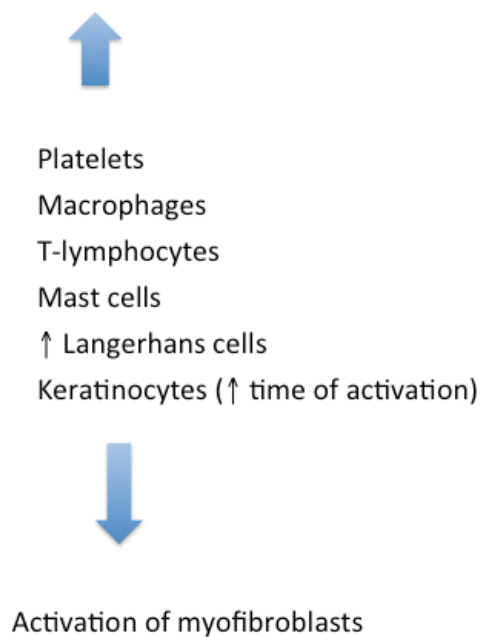 Platelets
Macrophages
T-lymphocytes
Mast cells
↑ Langerhans cells
Keratinocytes (↑ time of activation)
Activation of myofibroblasts